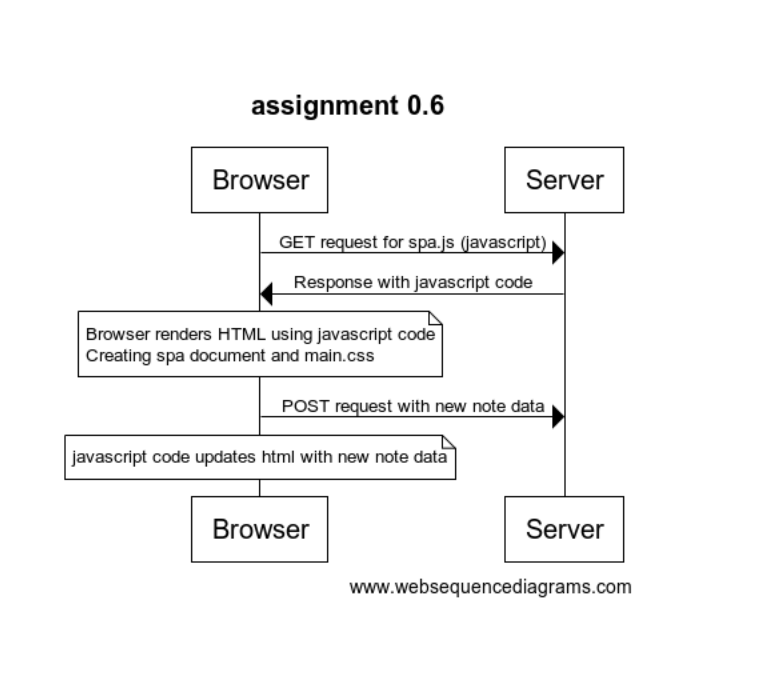 assignment 0.6
Browser
Server
GET request for spa.js (javascript)
Response with javascript code
Browser renders HTML using javascript code
Creating spa document and main.css
POST request with new note data
javascript code updates html with new note data
Browser
Server
www.websequencediagrams.com